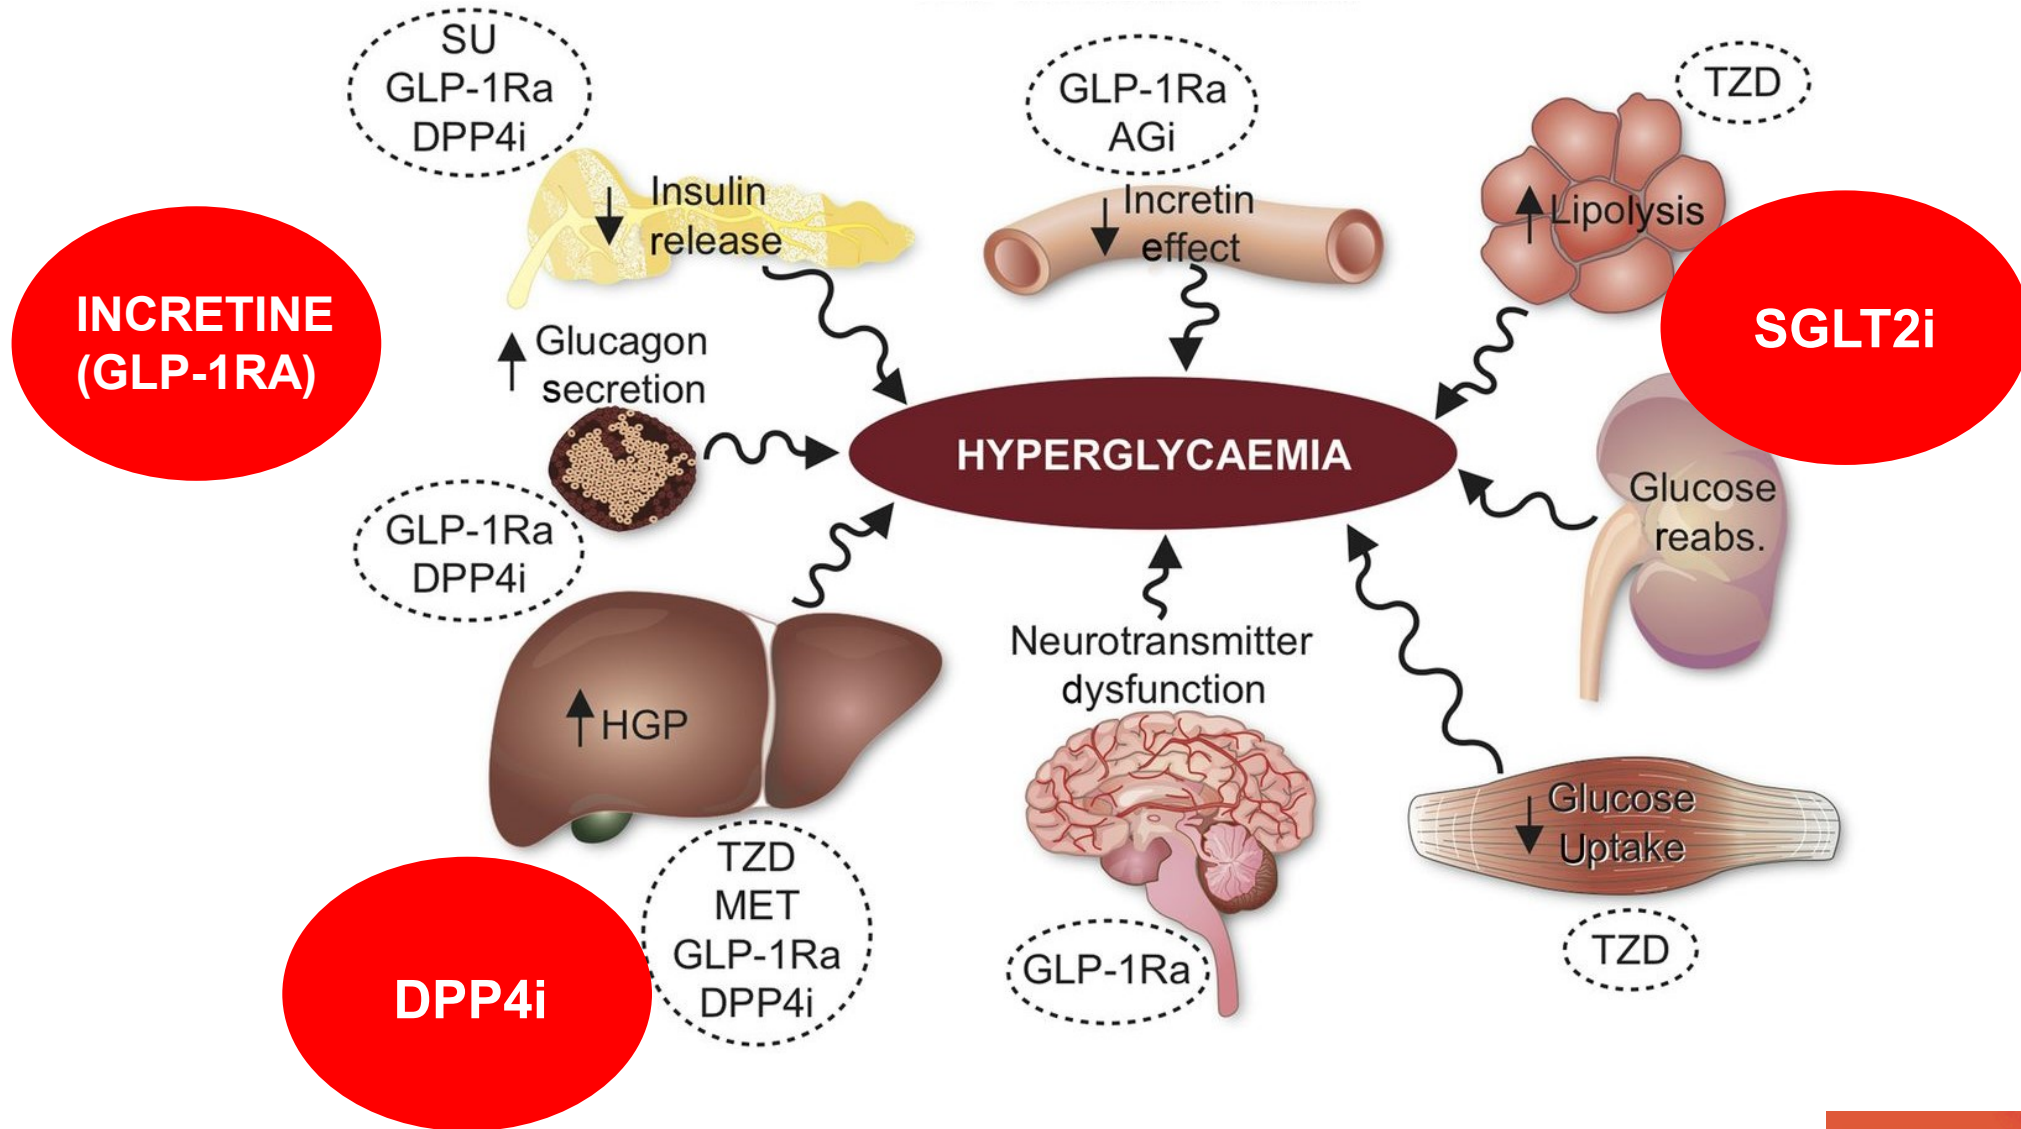 SU
GLP-1Ra
DPP4i
GLP-1Ra
AGi
TZD
Insulin
release
Incretin
effect
Lipolysis
INCRETINE
(GLP-1RA)
SGLT2i
Glucagon
secretion
HYPERGLYCAEMIA
Glucose
reabs.
GLP-1Ra
DPP4i
Neurotransmitter
dysfunction
HGP
Glucose
Uptake
TZD
MET
GLP-1Ra
DPP4i
DPP4i
GLP-1Ra
TZD